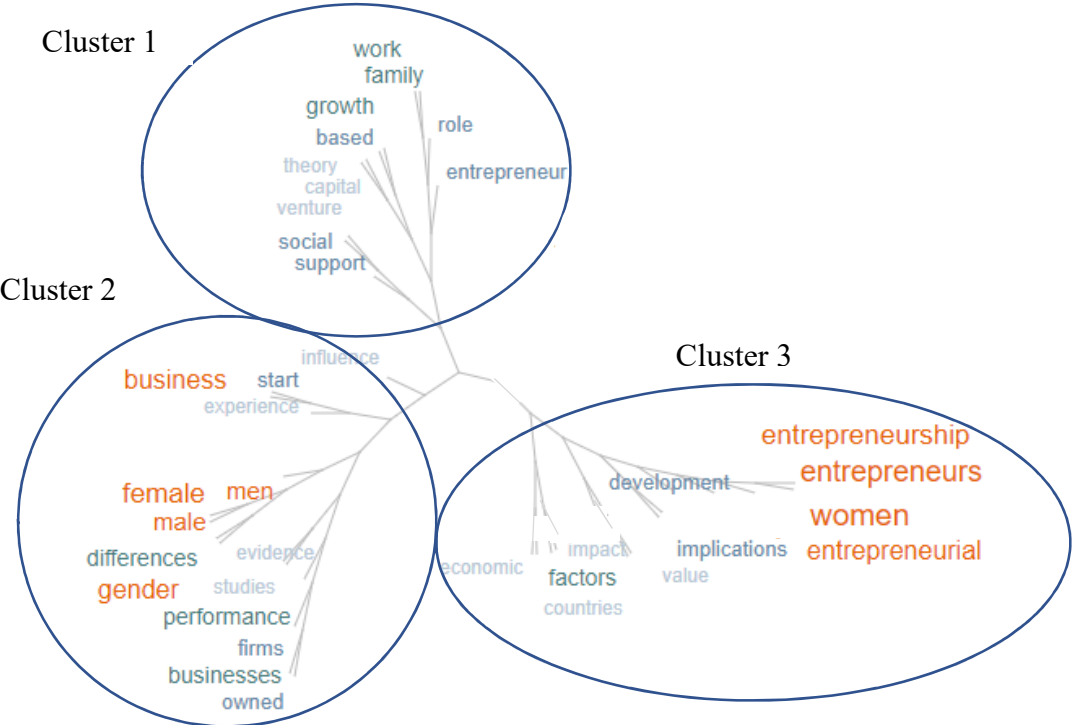 Cluster 1
work
family
growth
role
based
theory
entrepreneur
capital
venture
social
support
Cluster 2
influence
business start
experience
female men
male
differences evidence
gender studies
performance
firms
businesses
owned
Cluster 3
entrepreneurship
entrepreneurs
development
women
implications entrepreneurial
impact
economic
factors value
countries